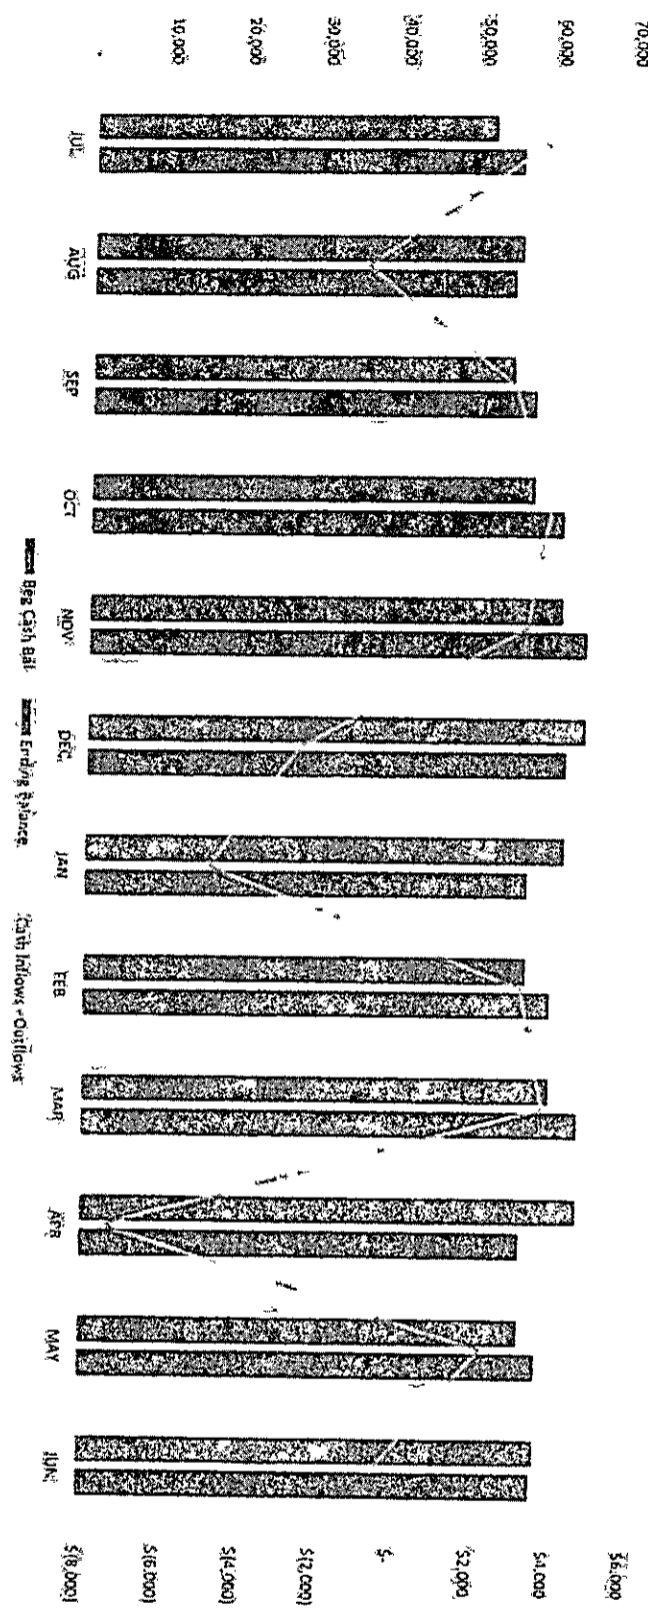 70,000
60,000
50,000
40,000
30,000
20,000
10,000
JUL
AUG
SEP
OCT
NOV
DEC
JAN
FEB
MAR
APR
MAY
JUN
$6,000
$4,000
$2,000
$-
$(2,000)
$(4,000)
$(6,000)
$(8,000)
Beg Cash Bal
Ending Balance
Cash Inflows - Outflows